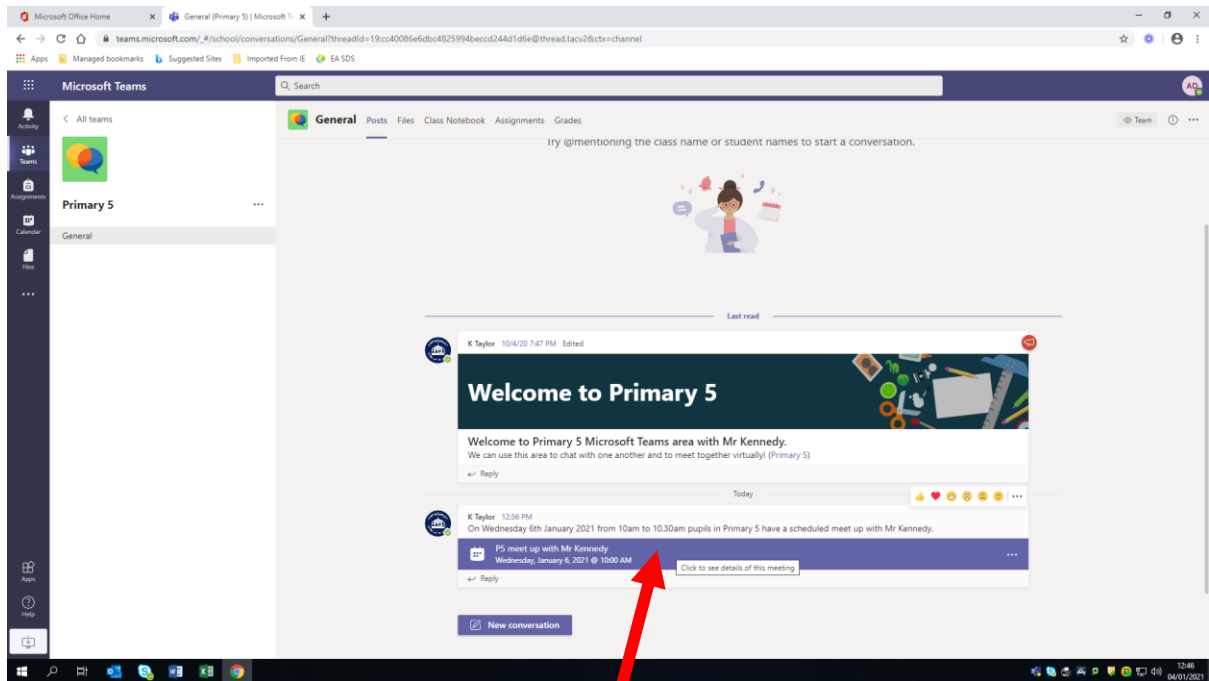 Microsoft Office Home
General (Primary 5) | Microsoft Te
teams.microsoft.com/_#/school/conversations/General?threadId=19:cc40086e6dbc4825994beccd244d1d6e@thread.tacv2&ctx=channel
Apps Managed bookmarks Suggested Sites Imported From IE EA SDS
Microsoft Teams
Search
AD
Activity
Teams
Assignments
Calendar
Files
Apps
Help
All teams
Primary 5
General
General Posts Files Class Notebook Assignments Grades
Team
Try @mentioning the class name or student names to start a conversation.
Last read
K Taylor 10/4/20 7:47 PM Edited
Welcome to Primary 5
Welcome to Primary 5 Microsoft Teams area with Mr Kennedy.
We can use this area to chat with one another and to meet together virtually! (Primary 5)
Reply
Today
K Taylor 12:36 PM
On Wednesday 6th January 2021 from 10am to 10.30am pupils in Primary 5 have a scheduled meet up with Mr Kennedy.
P5 meet up with Mr Kennedy
Wednesday, January 6, 2021 @ 10:00 AM
Click to see details of this meeting
Reply
New conversation
12:46
04/01/2021